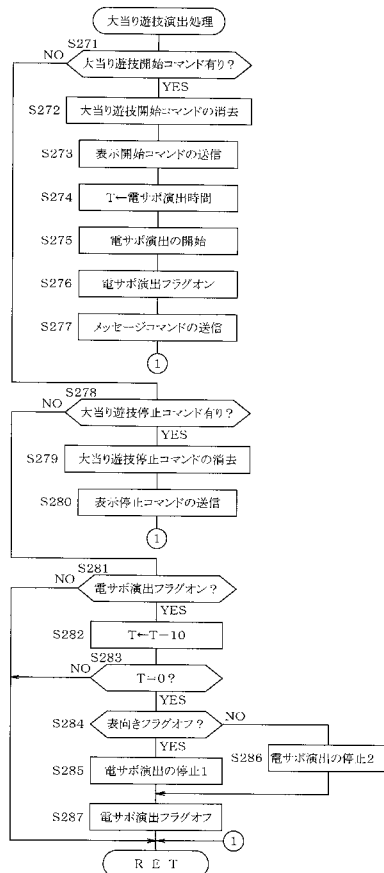 大当り遊技演出処理
S271
NO
大当り遊技開始コマンド有り?
YES
S272
大当り遊技開始コマンドの消去
S273
表示開始コマンドの送信
S274
T←電サポ演出時間
S275
電サポ演出の開始
S276
電サポ演出フラグオン
S277
メッセージコマンドの送信
1
S278
NO
大当り遊技停止コマンド有り?
YES
S279
大当り遊技停止コマンドの消去
S280
表示停止コマンドの送信
1
S281
NO
電サポ演出フラグオン?
YES
S282
T←T-10
S283
NO
T=0?
YES
S284
表向きフラグオフ?
NO
YES
S285
電サポ演出の停止1
S286
電サポ演出の停止2
S287
電サポ演出フラグオフ
1
RET